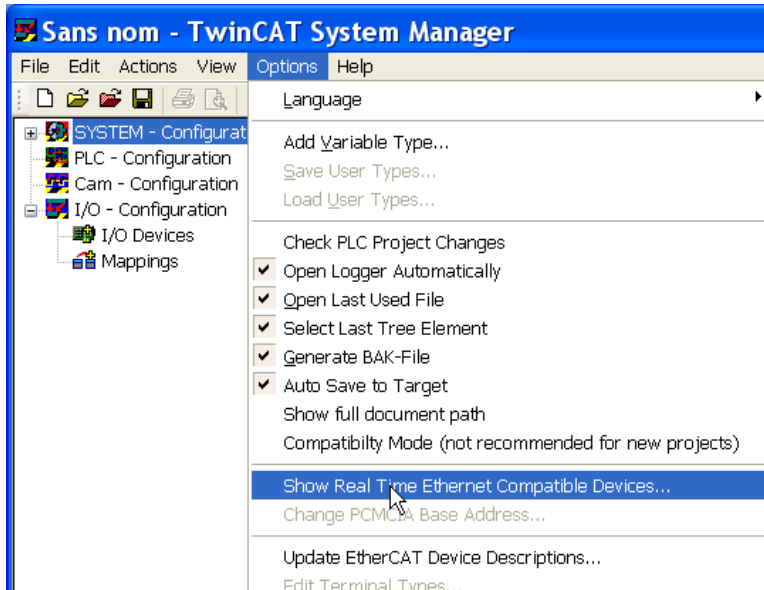 Sans nom - TwinCAT System Manager
File Edit Actions View Options Help
SYSTEM - Configurat
PLC - Configuration
Cam - Configuration
I/O - Configuration
I/O Devices
Mappings
Language
Add Variable Type...
Save User Types...
Load User Types...
Check PLC Project Changes
Open Logger Automatically
Open Last Used File
Select Last Tree Element
Generate BAK-File
Auto Save to Target
Show full document path
Compatibilty Mode (not recommended for new projects)
Show Real Time Ethernet Compatible Devices...
Change PCMCIA Base Address...
Update EtherCAT Device Descriptions...
Edit Terminal Types...